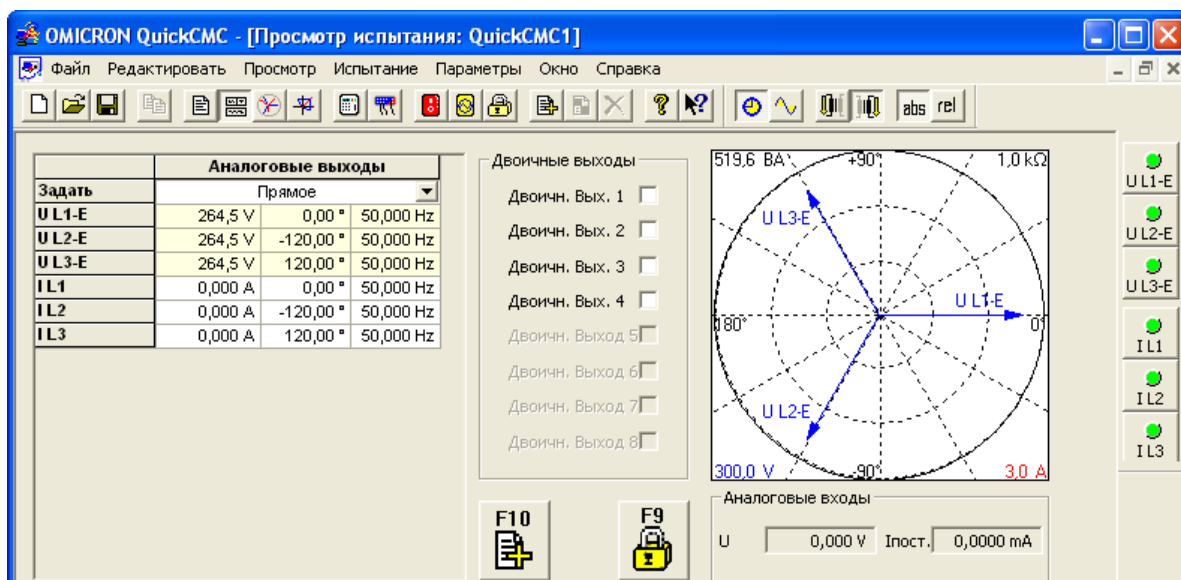 OMICRON QuickCMC - [Просмотр испытания: QuickCMC1]
Файл Редактировать Просмотр Испытание Параметры Окно Справка
abs rel
Аналоговые выходы
Задать Прямое
U L1-E 264,5 V 0,00 ° 50,000 Hz
U L2-E 264,5 V -120,00 ° 50,000 Hz
U L3-E 264,5 V 120,00 ° 50,000 Hz
I L1 0,000 A 0,00 ° 50,000 Hz
I L2 0,000 A -120,00 ° 50,000 Hz
I L3 0,000 A 120,00 ° 50,000 Hz
Двоичные выходы
Двоичн. Вых. 1
Двоичн. Вых. 2
Двоичн. Вых. 3
Двоичн. Вых. 4
Двоичн. Выход 5
Двоичн. Выход 6
Двоичн. Выход 7
Двоичн. Выход 8
F10
F9
519,6 ВА +90° 1,0 kΩ
U L3-E
U L1-E
180° 0°
U L2-E
300,0 V -90° 3,0 A
Аналоговые входы
U 0,000 V Iпост. 0,0000 mA
U L1-E
U L2-E
U L3-E
I L1
I L2
I L3